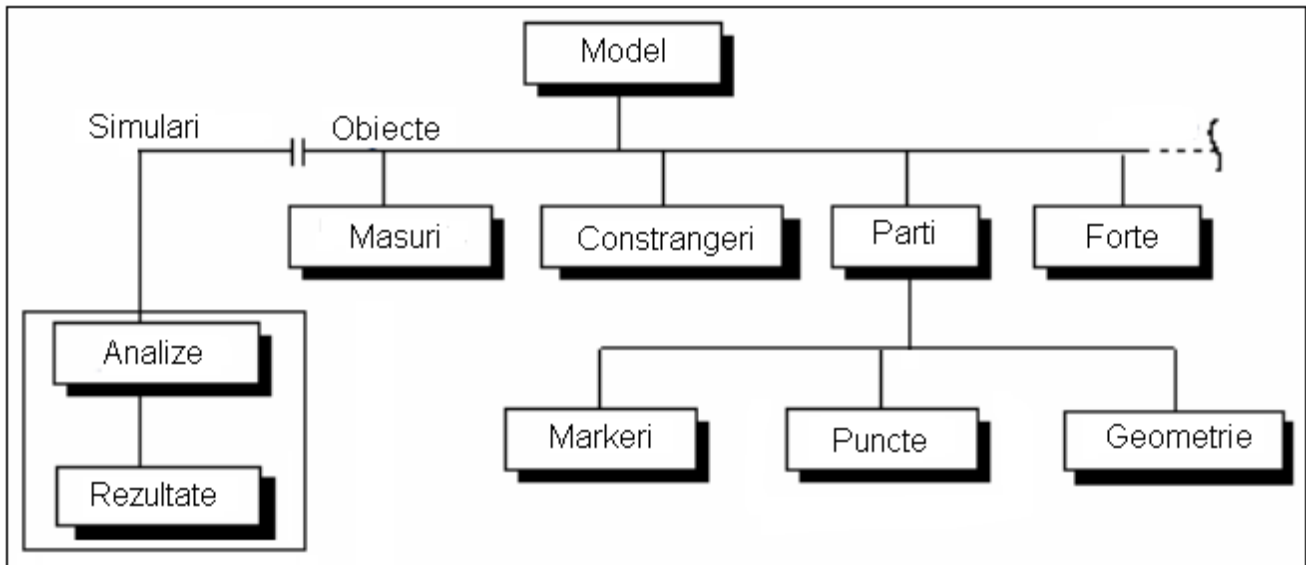 Model
Simulari
Obiecte
Masuri
Constrangeri
Parti
Forte
Analize
Markeri
Puncte
Geometrie
Rezultate